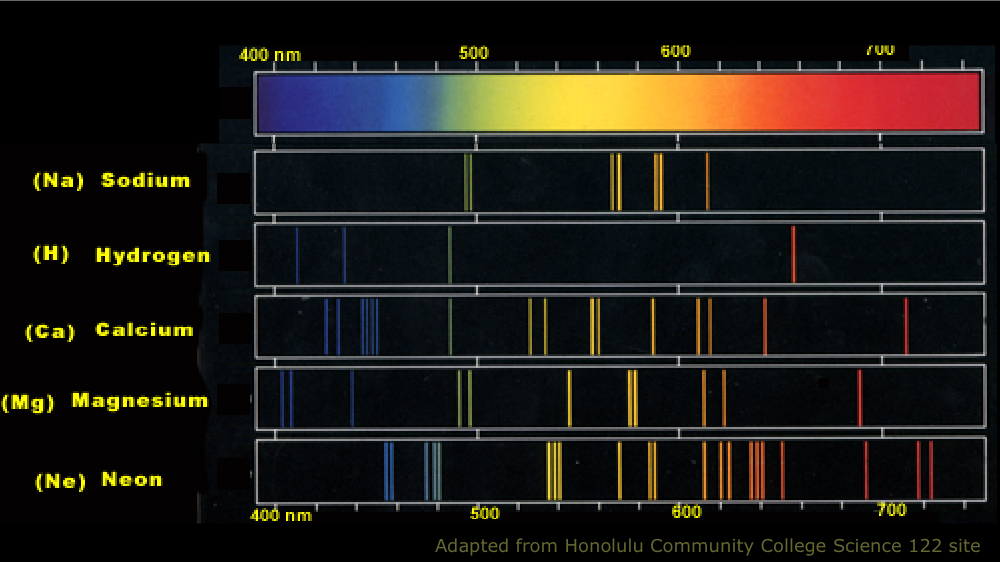 400 nm 500 600 700
(Na) Sodium
(H) Hydrogen
(Ca) Calcium
(Mg) Magnesium
(Ne) Neon
400 nm 500 600 700
Adapted from Honolulu Community College Science 122 site